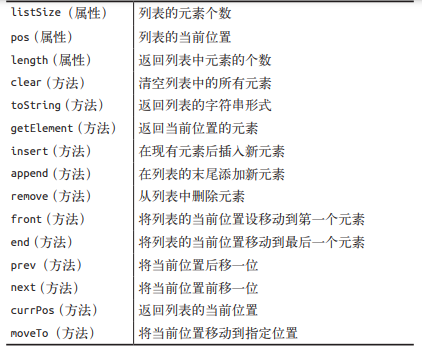 listSize(属性) 列表的元素个数
pos(属性) 列表的当前位置
length(属性) 返回列表中元素的个数
clear(方法) 清空列表中的所有元素
toString(方法) 返回列表的字符串形式
getElement(方法) 返回当前位置的元素
insert(方法) 在现有元素后插入新元素
append(方法) 在列表的末尾添加新元素
remove(方法) 从列表中删除元素
front(方法) 将列表的当前位置设移动到第一个元素
end(方法) 将列表的当前位置移动到最后一个元素
prev(方法) 将当前位置后移一位
next(方法) 将当前位置前移一位
currPos(方法) 返回列表的当前位置
moveTo(方法) 将当前位置移动到指定位置